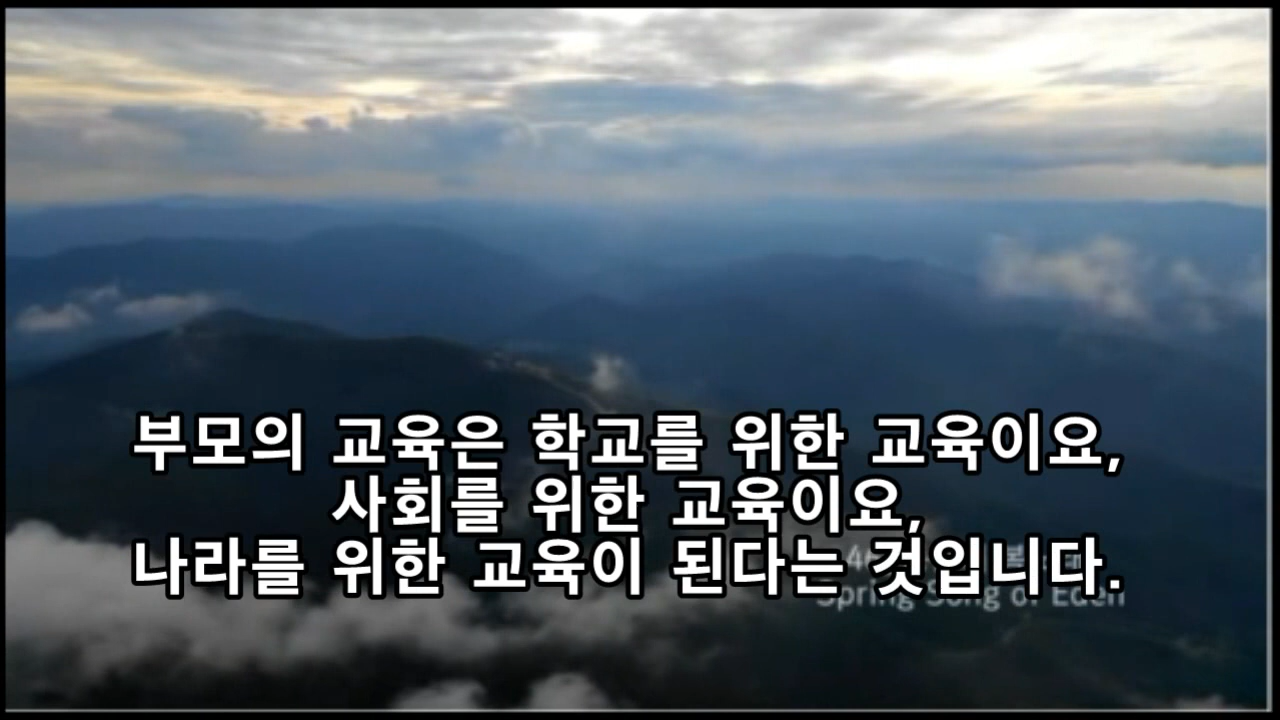 부모의 교육은 학교를 위한 교육이요,
사회를 위한 교육이요,
나라를 위한 교육이 된다는 것입니다.
Spring Song of Eden